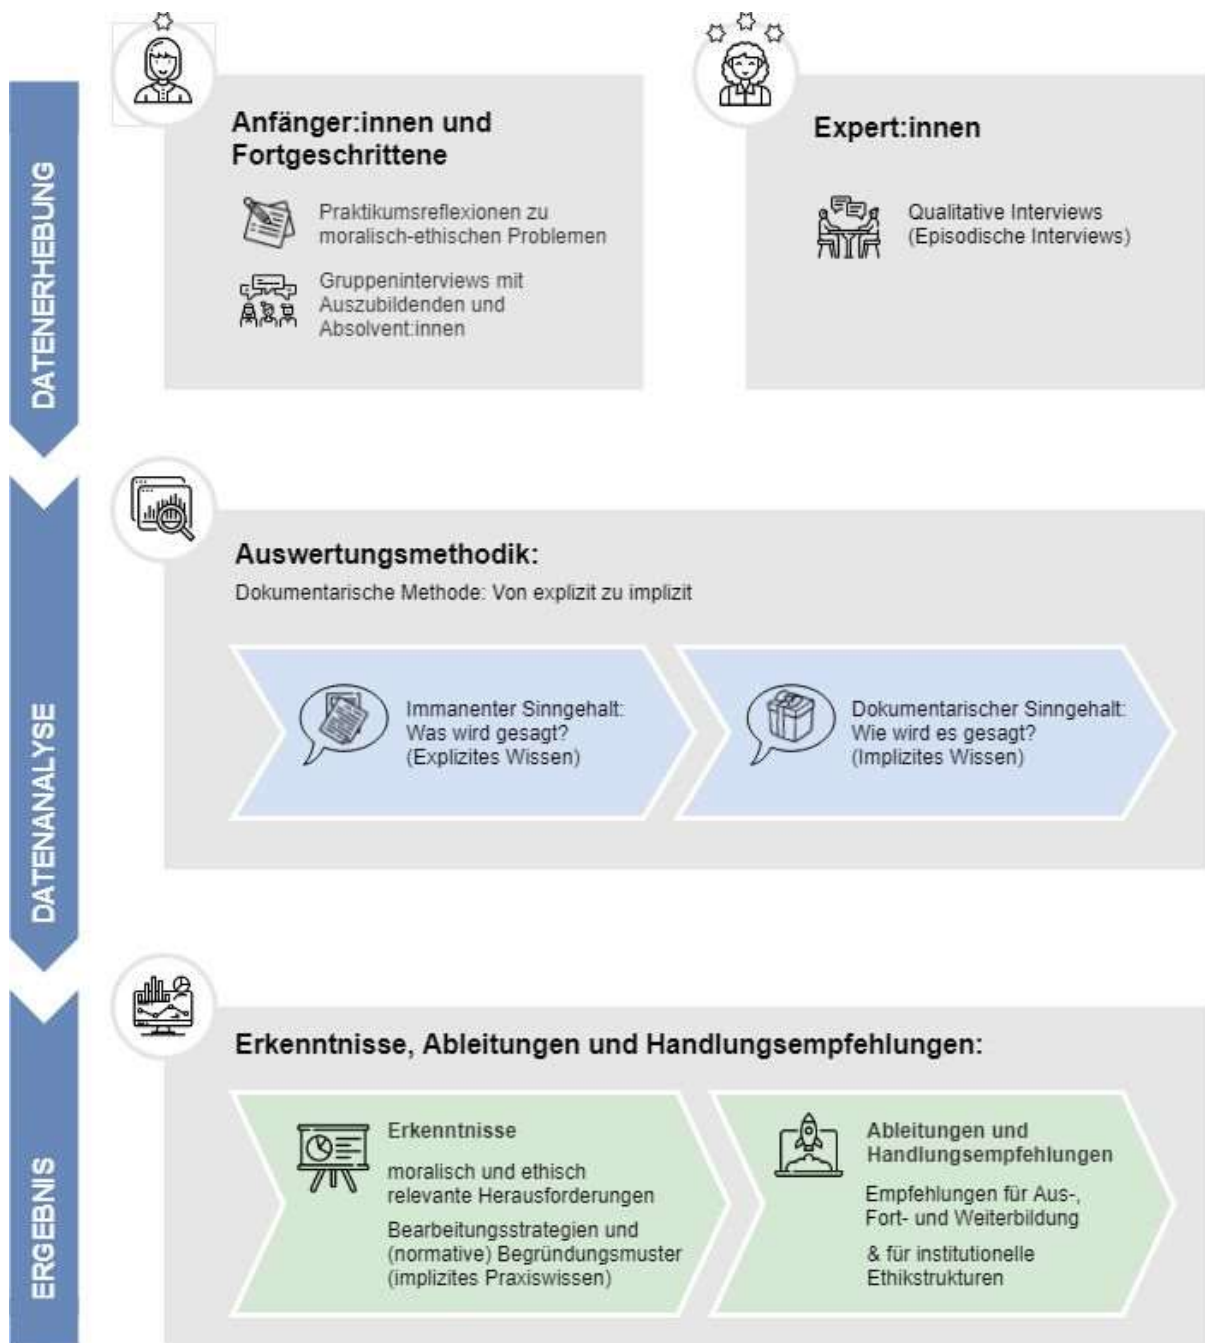 DATENERHEBUNG
Anfänger:innen und
Fortgeschrittene
Praktikumsreflexionen zu
moralisch-ethischen Problemen
Gruppeninterviews mit
Auszubildenden und
Absolvent:innen
Expert:innen
Qualitative Interviews
(Episodische Interviews)
DATENANALYSE
Auswertungsmethodik:
Dokumentarische Methode: Von explizit zu implizit
Immanenter Sinngehalt:
Was wird gesagt?
(Explizites Wissen)
Dokumentarischer Sinngehalt:
Wie wird es gesagt?
(Implizites Wissen)
ERGEBNIS
Erkenntnisse, Ableitungen und Handlungsempfehlungen:
Erkenntnisse
moralisch und ethisch
relevante Herausforderungen
Bearbeitungsstrategien und
(normative) Begründungsmuster
(implizites Praxiswissen)
Ableitungen und
Handlungsempfehlungen
Empfehlungen für Aus-,
Fort- und Weiterbildung
& für institutionelle
Ethikstrukturen